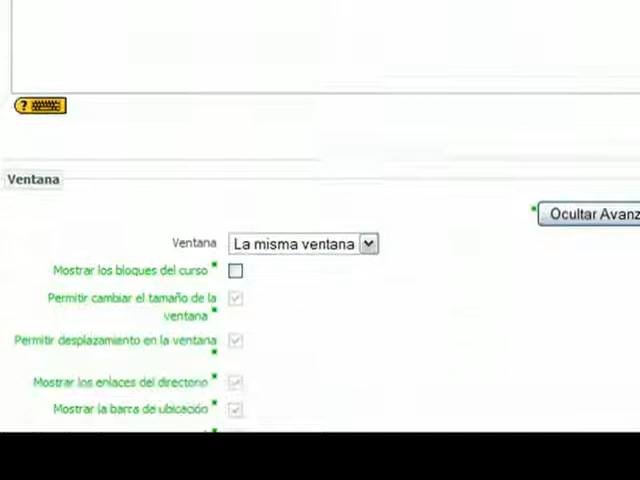 ?
Ventana
Ocultar Avanz
Ventana La misma ventana
Mostrar los bloques del curso
Permitir cambiar el tamaño de la
ventana
Permitir desplazamiento en la ventana
Mostrar los enlaces del directorio
Mostrar la barra de ubicación